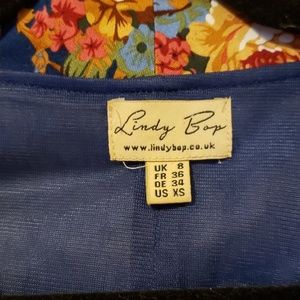 Lindy Bop
www.lindybop.co.uk
UK 8
FR 36
DE 34
US XS